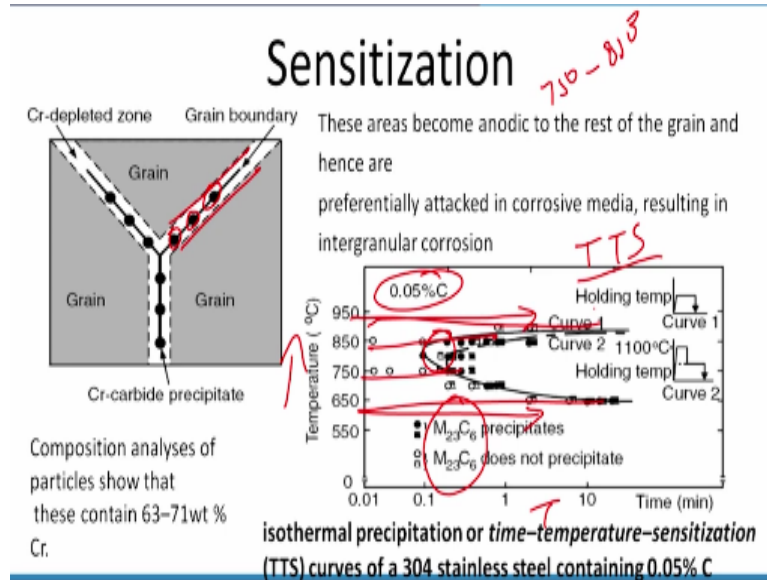 Sensitization
750 - 850
Cr-depleted zone
Grain boundary
Grain
Grain
Grain
Cr-carbide precipitate
These areas become anodic to the rest of the grain and
hence are
preferentially attacked in corrosive media, resulting in
intergranular corrosion
TTS
0.05%C
Holding temp
Curve 1
Curve 1
Curve 2
1100°C
Holding temp
Curve 2
Temperature ( °C)
950
850
750
650
550
0
M23C6 precipitates
M23C6 does not precipitate
0.01 0.1 1 10 Time (min)
Composition analyses of
particles show that
these contain 63–71wt %
Cr.
isothermal precipitation or time–temperature–sensitization
(TTS) curves of a 304 stainless steel containing 0.05% C